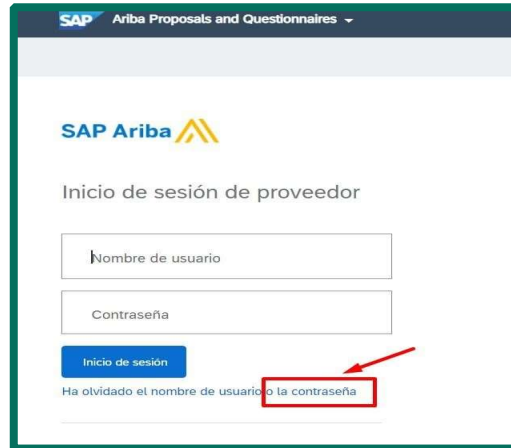 SAP Ariba Proposals and Questionnaires
SAP Ariba
Inicio de sesión de proveedor
Nombre de usuario
Contraseña
Inicio de sesión
Ha olvidado el nombre de usuario o la contraseña